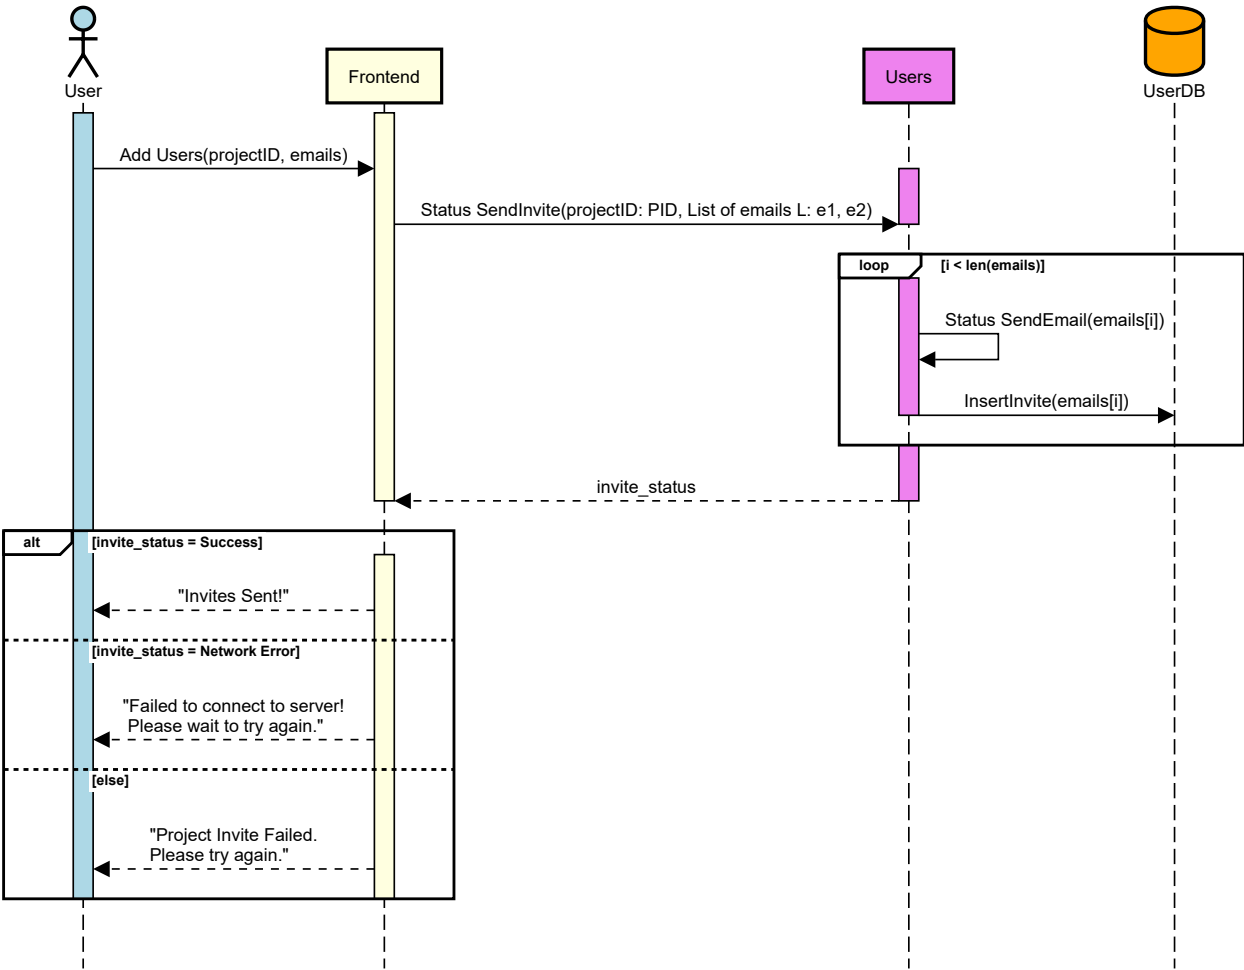 User
Frontend
Users
UserDB
Add Users(projectID, emails)
Status SendInvite(projectID: PID, List of emails L: e1, e2)
loop
[i < len(emails)]
Status SendEmail(emails[i])
InsertInvite(emails[i])
invite_status
alt
[invite_status = Success]
"Invites Sent!"
[invite_status = Network Error]
"Failed to connect to server!
Please wait to try again."
[else]
"Project Invite Failed.
Please try again."